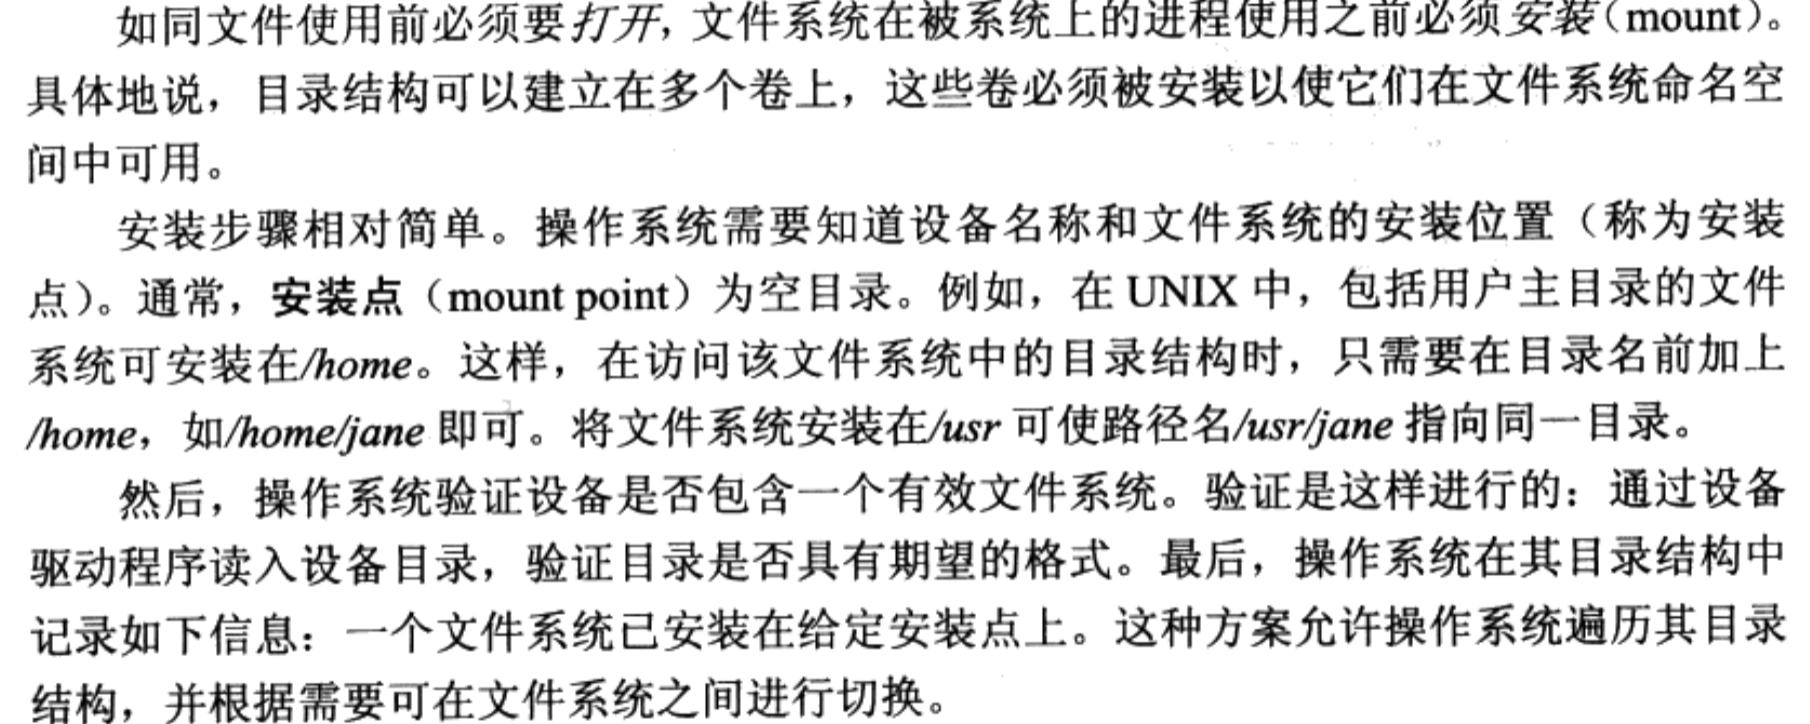 如同文件使用前必须要打开，文件系统在被系统上的进程使用之前必须安装（mount）。
具体地说，目录结构可以建立在多个卷上，这些卷必须被安装以使它们在文件系统命名空
间中可用。
安装步骤相对简单。操作系统需要知道设备名称和文件系统的安装位置（称为安装
点）。通常，安装点（mount point）为空目录。例如，在 UNIX 中，包括用户主目录的文件
系统可安装在/home。这样，在访问该文件系统中的目录结构时，只需要在目录名前加上
/home，如/home/jane 即可。将文件系统安装在/usr 可使路径名/usr/jane 指向同一目录。
然后，操作系统验证设备是否包含一个有效文件系统。验证是这样进行的：通过设备
驱动程序读入设备目录，验证目录是否具有期望的格式。最后，操作系统在其目录结构中
记录如下信息：一个文件系统已安装在给定安装点上。这种方案允许操作系统遍历其目录
结构，并根据需要可在文件系统之间进行切换。